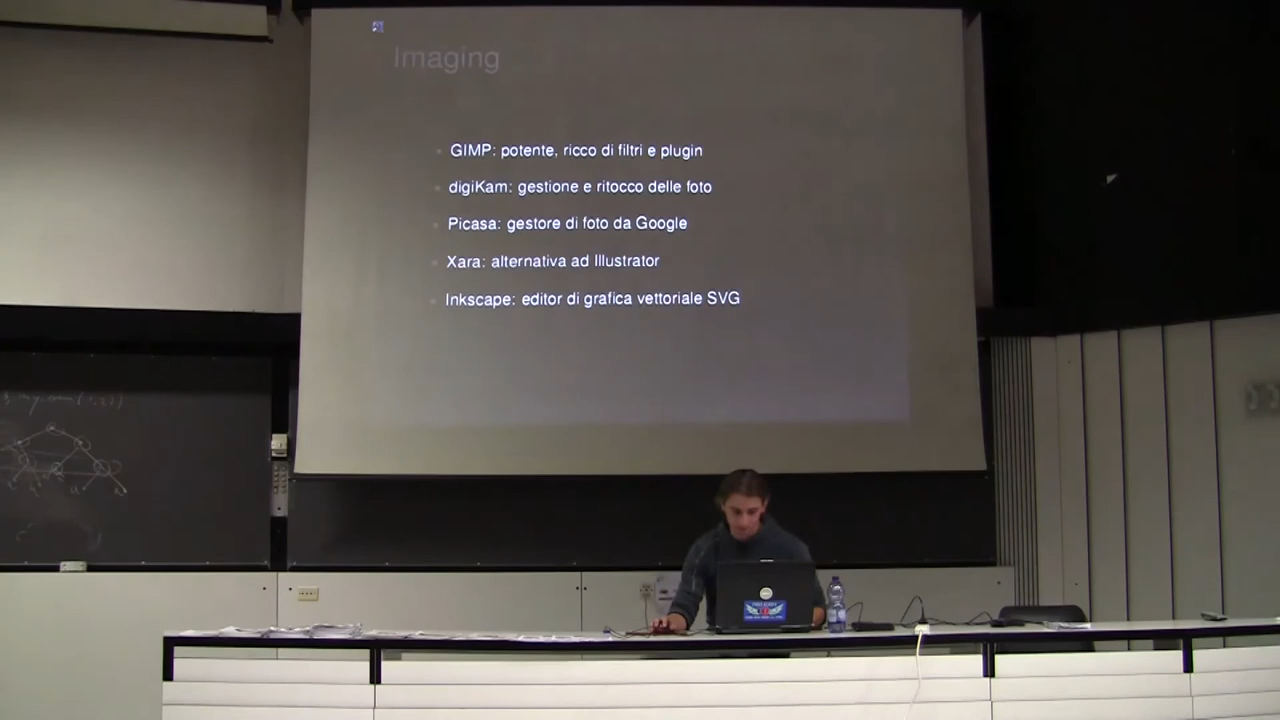 Imaging
GIMP: potente, ricco di filtri e plugin
digiKam: gestione e ritocco delle foto
Picasa: gestore di foto da Google
Xara: alternativa ad Illustrator
Inkscape: editor di grafica vettoriale SVG